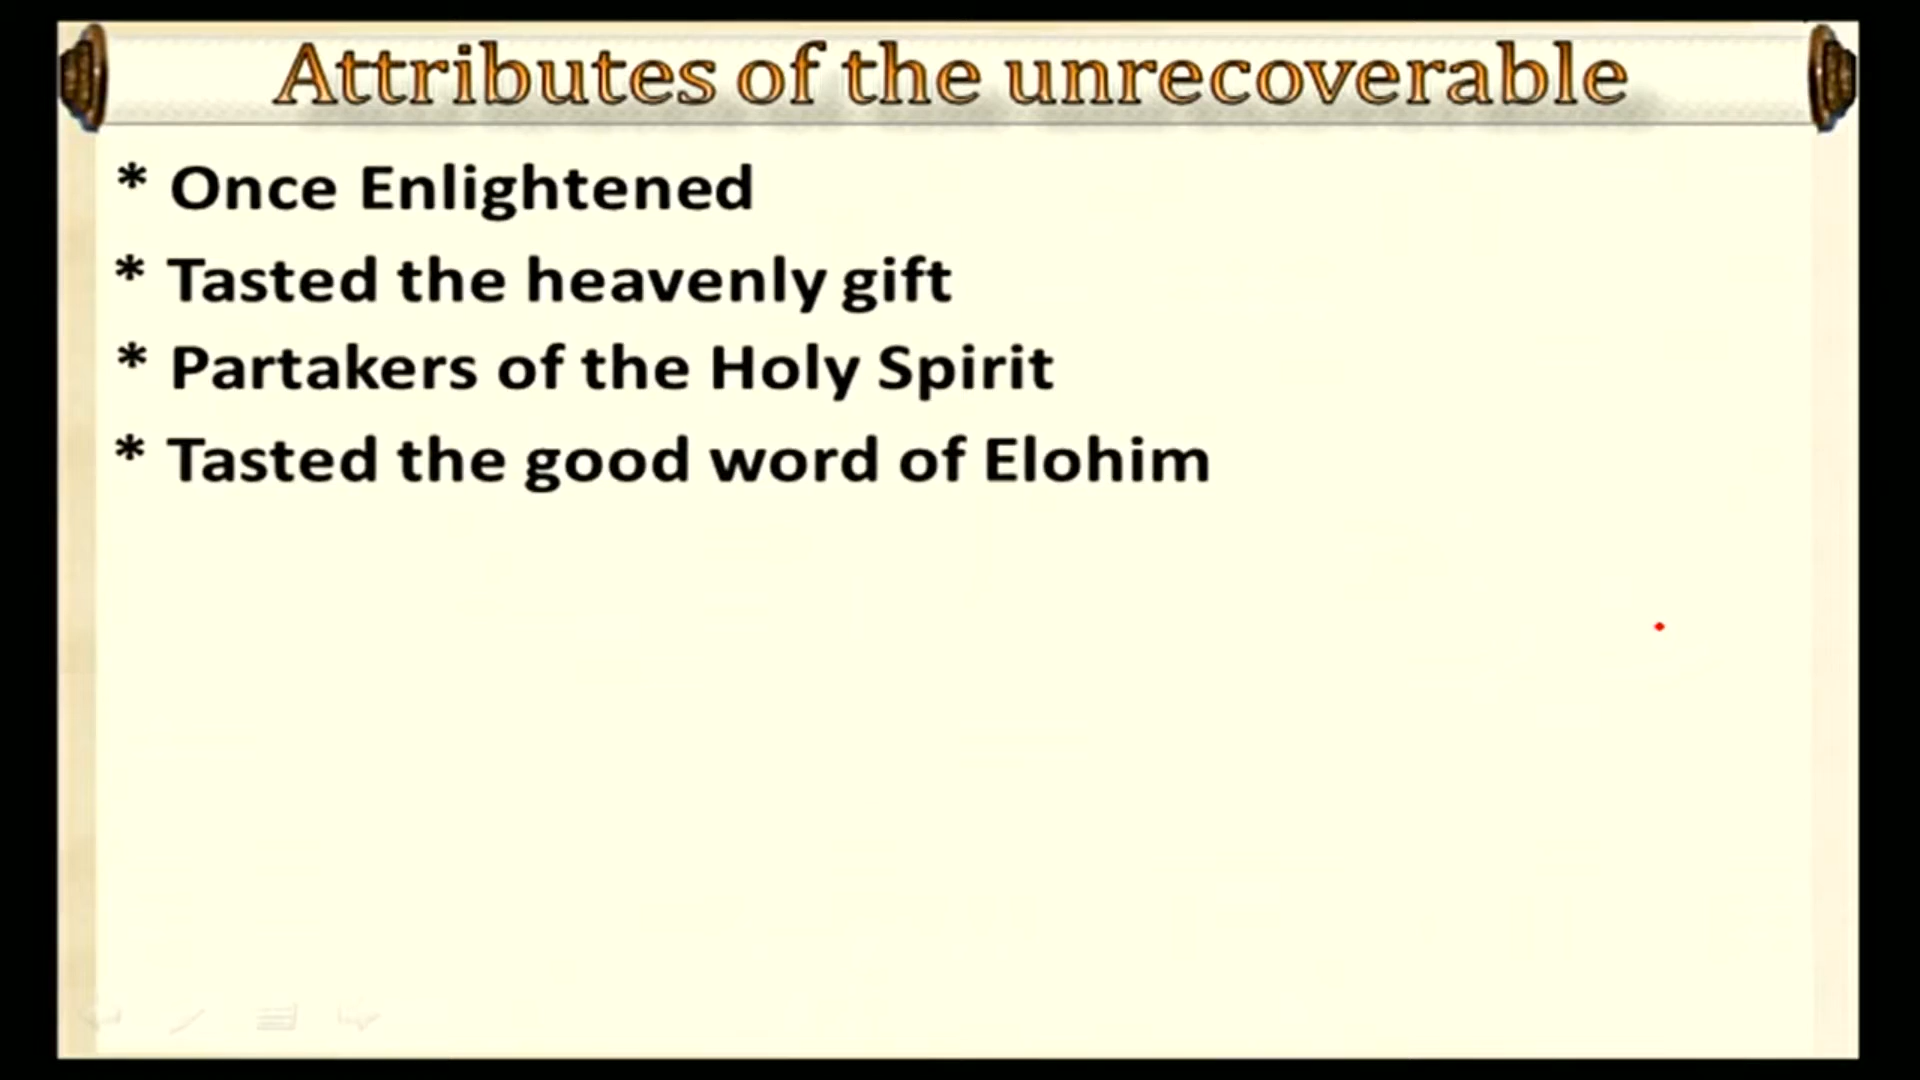 Attributes of the unrecoverable
* Once Enlightened
* Tasted the heavenly gift
* Partakers of the Holy Spirit
* Tasted the good word of Elohim